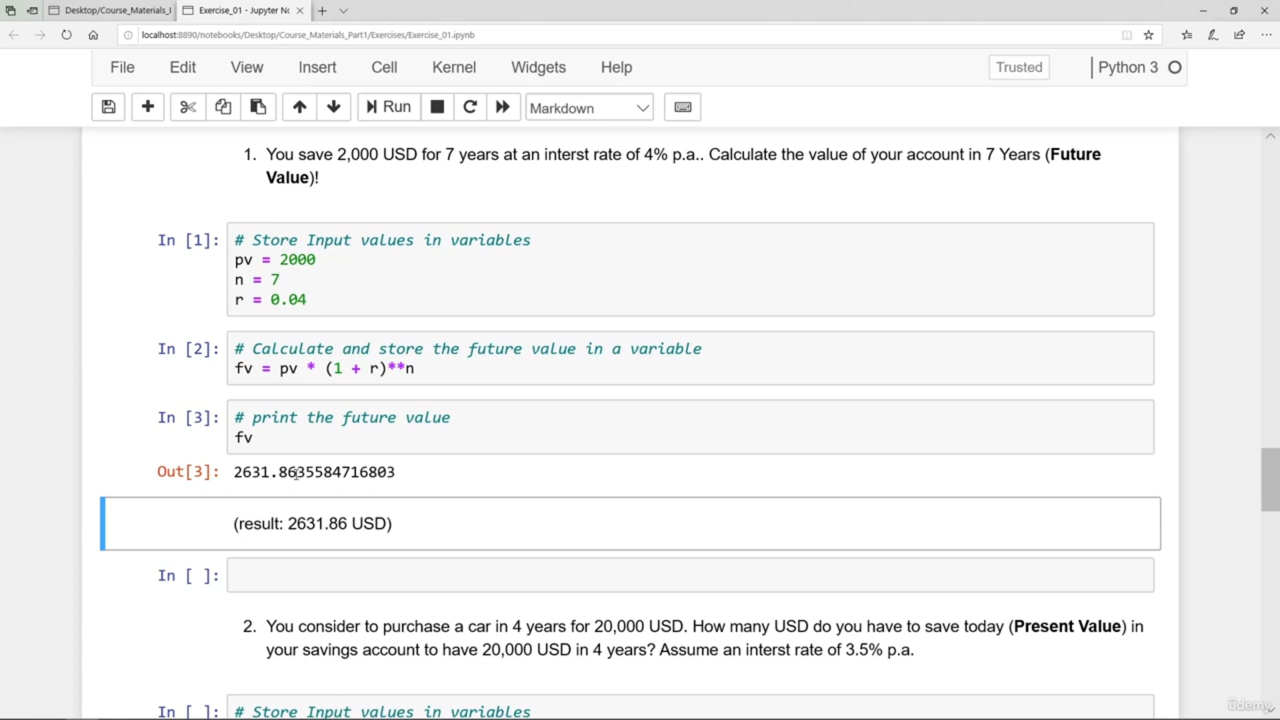 Desktop/Course_Materials_I
Exercise_01 - Jupyter No
localhost:8890/notebooks/Desktop/Course_Materials_Part1/Exercises/Exercise_01.ipynb
File Edit View Insert Cell Kernel Widgets Help Trusted Python 3
Run Markdown
1. You save 2,000 USD for 7 years at an interst rate of 4% p.a.. Calculate the value of your account in 7 Years (Future
Value)!
In [1]: # Store Input values in variables
pv = 2000
n = 7
r = 0.04
In [2]: # Calculate and store the future value in a variable
fv = pv * (1 + r)**n
In [3]: # print the future value
fv
Out[3]: 2631.8635584716803
(result: 2631.86 USD)
In [ ]:
2. You consider to purchase a car in 4 years for 20,000 USD. How many USD do you have to save today (Present Value) in
your savings account to have 20,000 USD in 4 years? Assume an interst rate of 3.5% p.a.
In [ ]: # Store Input values in variables
Udemy